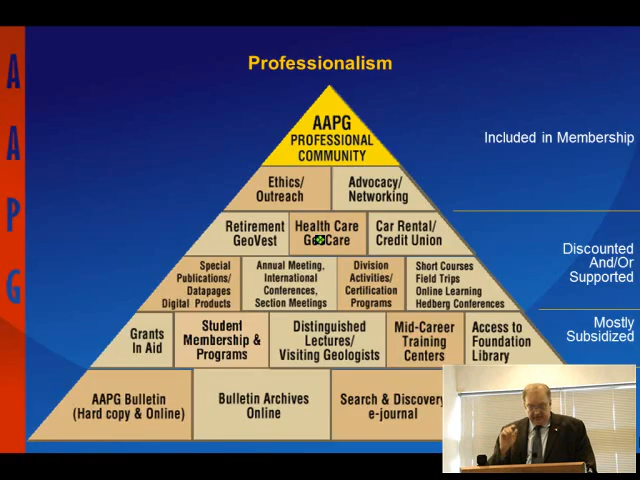 Professionalism
A
A
P
G
AAPG
PROFESSIONAL
COMMUNITY
Included in Membership
Ethics/
Outreach
Advocacy/
Networking
Retirement
GeoVest
Health Care
GeoCare
Car Rental/
Credit Union
Discounted
And/Or
Supported
Special
Publications/
Datapages
Digital Products
Annual Meeting,
International
Conferences,
Section Meetings
Division
Activities/
Certification
Programs
Short Courses
Field Trips
Online Learning
Hedberg Conferences
Mostly
Subsidized
Grants
In Aid
Student
Membership &
Programs
Distinguished
Lectures/
Visiting Geologists
Mid-Career
Training
Centers
Access to
Foundation
Library
AAPG Bulletin
(Hard copy & Online)
Bulletin Archives
Online
Search & Discovery
e-journal